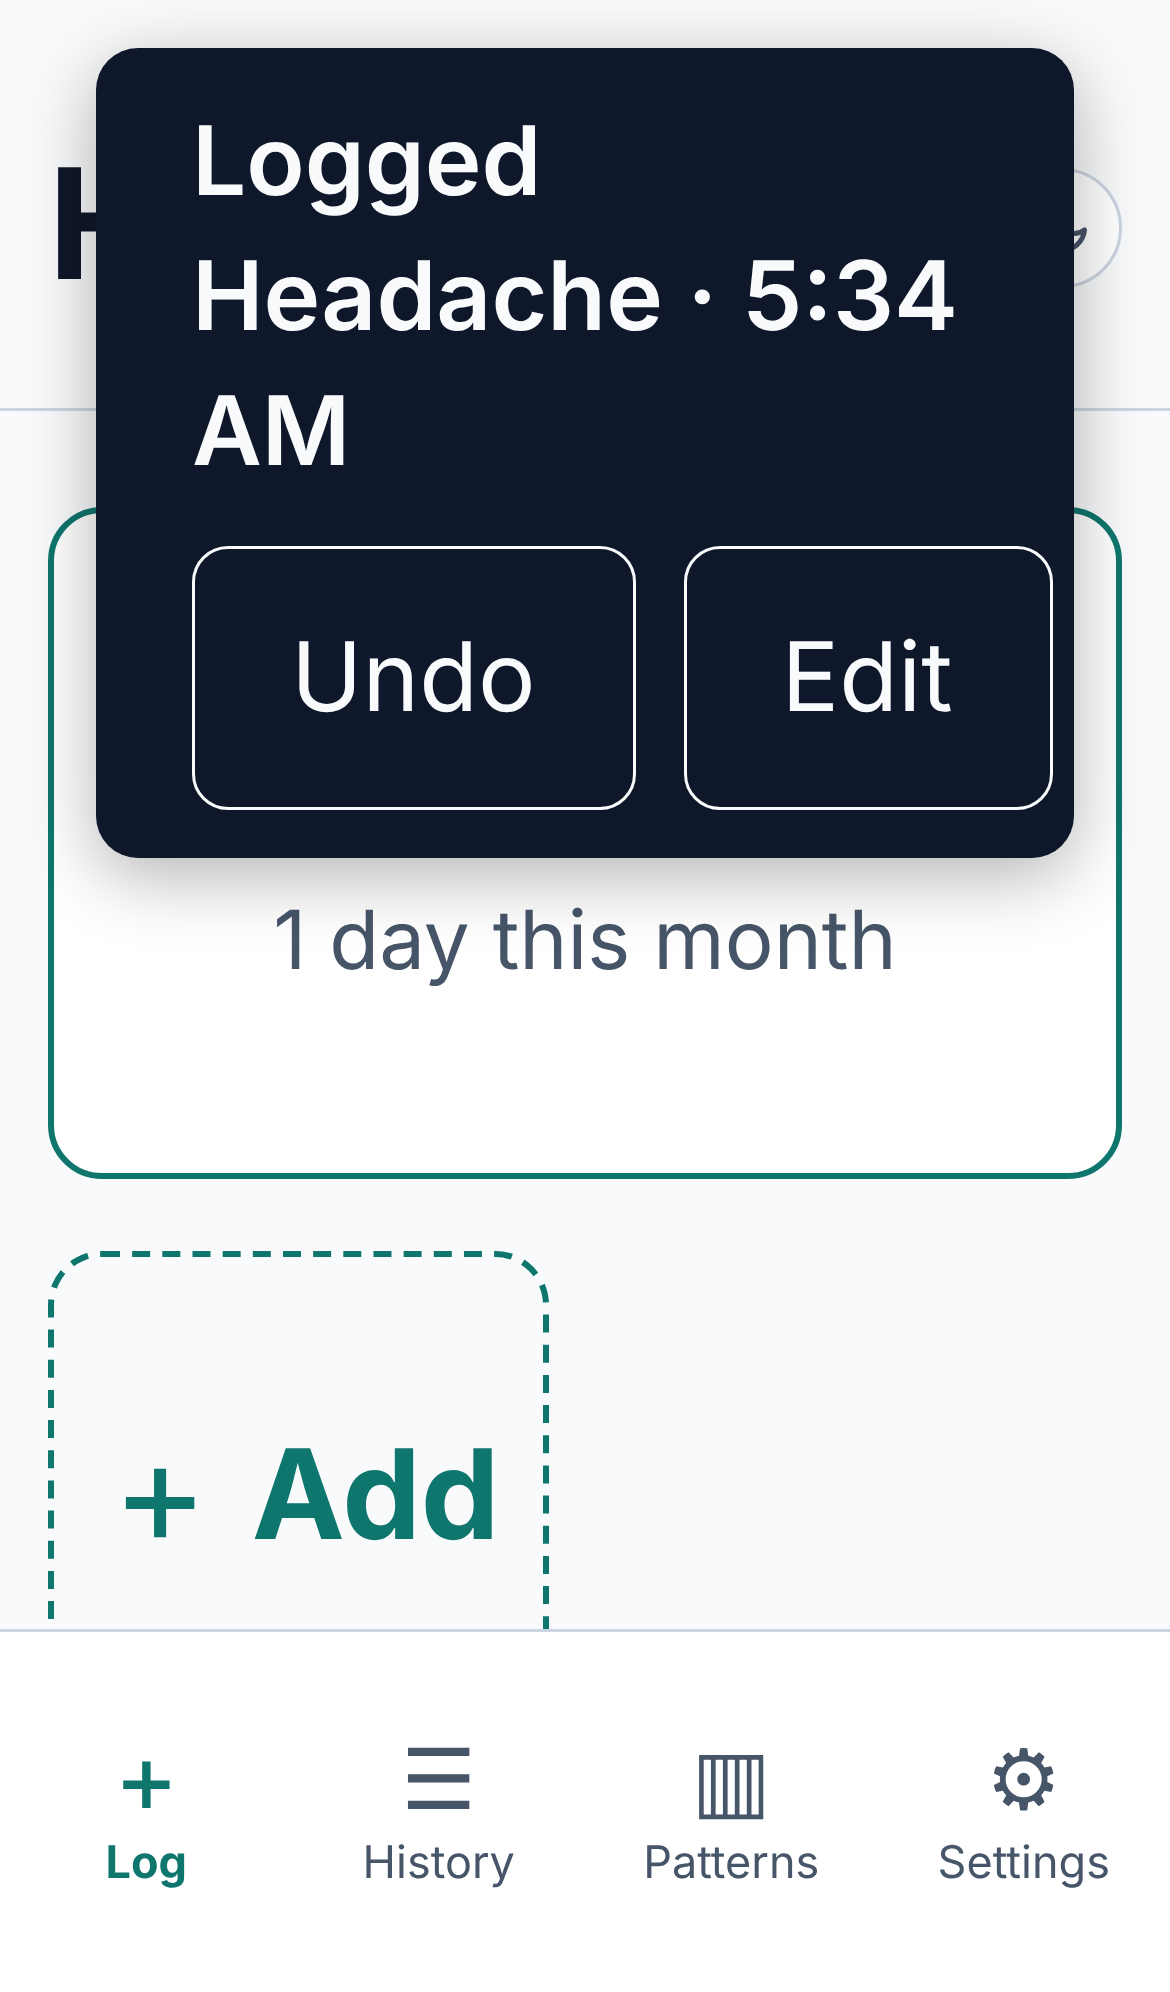 Logged
Headache · 5:34
AM
Undo
Edit
1 day this month
+ Add
Log
History
Patterns
Settings